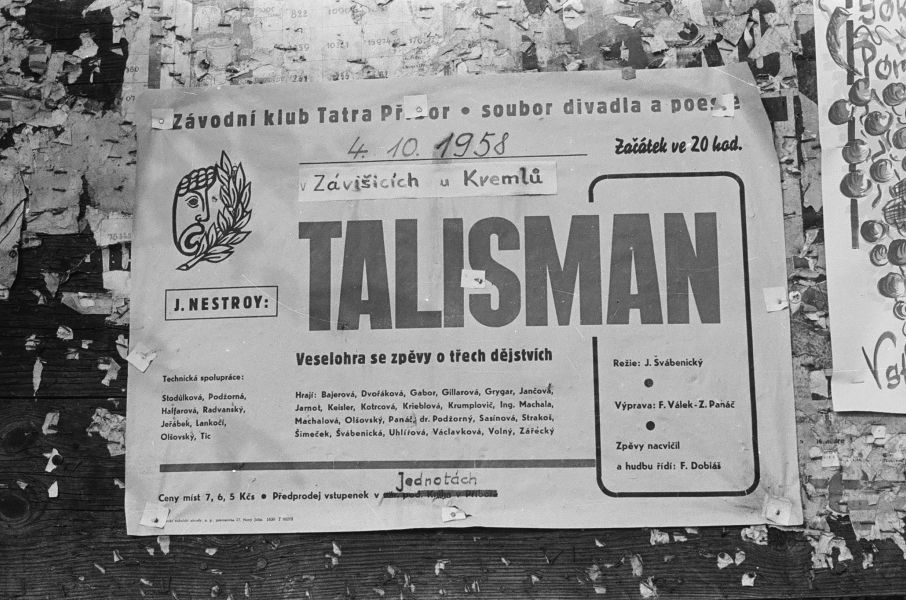 Závodní klub Tatra Příbor • soubor divadla a poesie
4. 10. 1958
Začátek ve 20 hod.
v Závišicích u Kremlů
TALISMAN
J. NESTROY:
Veselohra se zpěvy o třech dějstvích
Technická spolupráce:
Stodůlková, Podžorná,
Halfarová, Radvanský,
Jeřábek, Lankočí,
Olšovský, Tic
Hrají: Bajerová, Dvořáková, Gabor, Gillarová, Grygar, Jančová,
Jarnot, Keisler, Kotrcová, Krieblová, Krumplovič, Ing. Machala,
Machalová, Olšovský, Panáč, dr. Podžorný, Sasínová, Strakoš,
Šimeček, Švábenická, Uhlířová, Václavková, Volný, Zářecký
Režie: J. Švábenický
Výprava: F. Válek - Z. Panáč
Zpěvy nacvičil
a hudbu řídí: F. Dobiáš
Jednotách
Ceny míst 7, 6, 5 Kčs • Předprodej vstupenek v